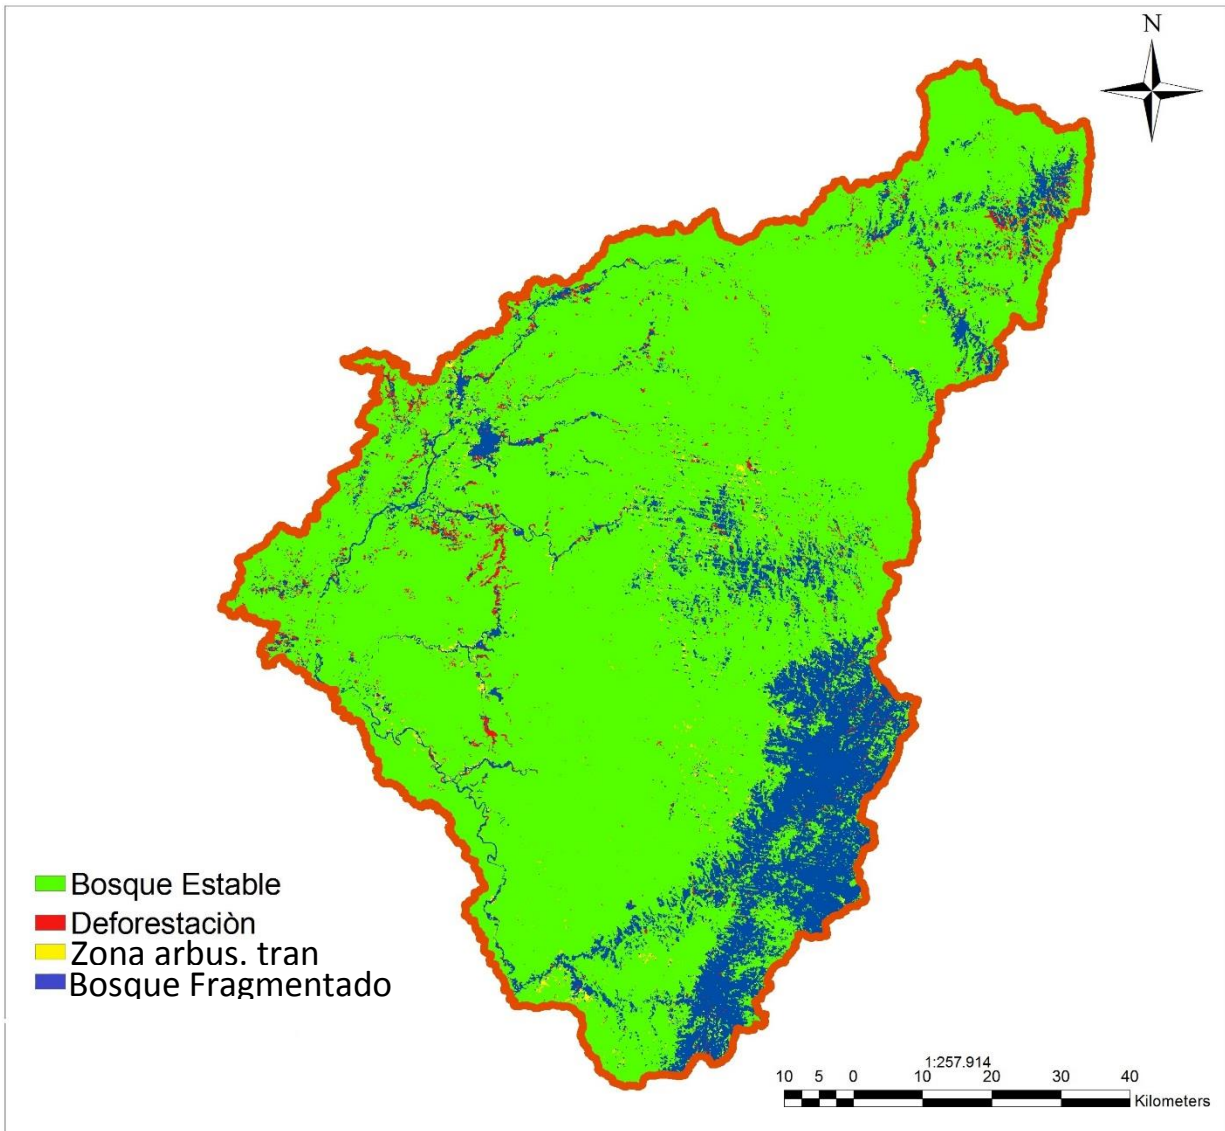 N
Bosque Estable
Deforestaciòn
Zona arbus. tran
Bosque Fragmentado
1:257.914
10 5 0 10 20 30 40
Kilometers